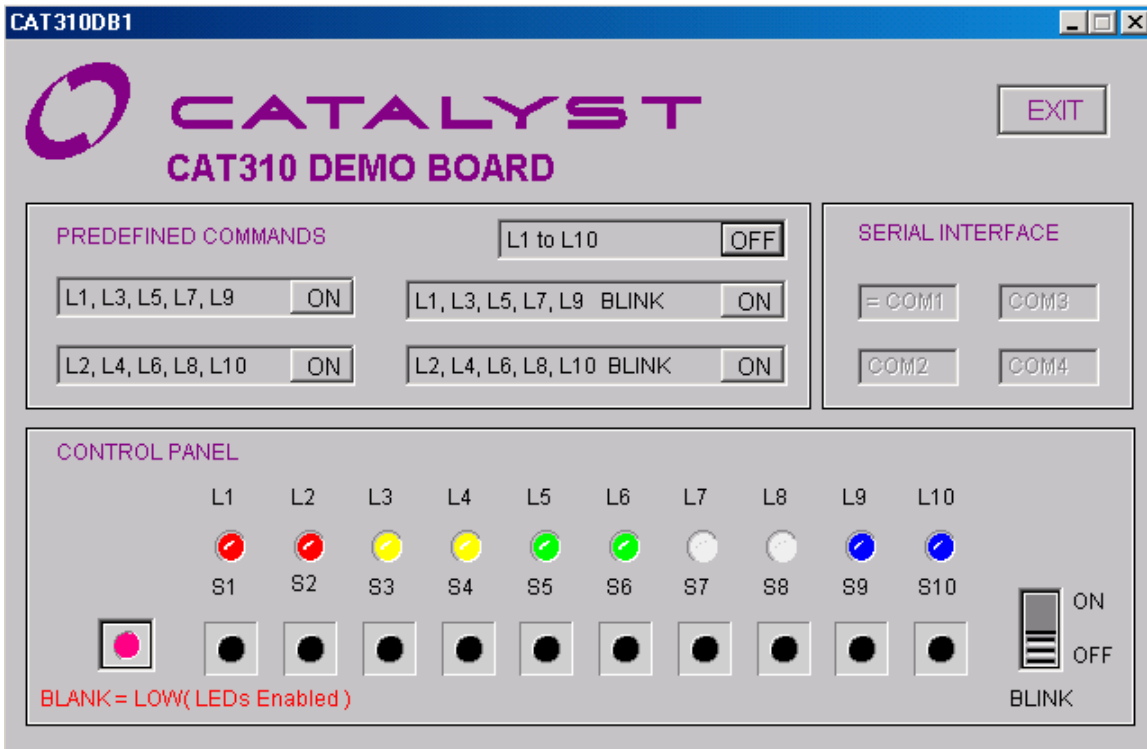 CAT310DB1
CATALYST
EXIT
CAT310 DEMO BOARD
PREDEFINED COMMANDS
L1 to L10 OFF
L1, L3, L5, L7, L9 ON
L1, L3, L5, L7, L9 BLINK ON
L2, L4, L6, L8, L10 ON
L2, L4, L6, L8, L10 BLINK ON
SERIAL INTERFACE
= COM1 COM3
COM2 COM4
CONTROL PANEL
L1 L2 L3 L4 L5 L6 L7 L8 L9 L10
S1 S2 S3 S4 S5 S6 S7 S8 S9 S10
ON
OFF
BLANK = LOW( LEDs Enabled )
BLINK